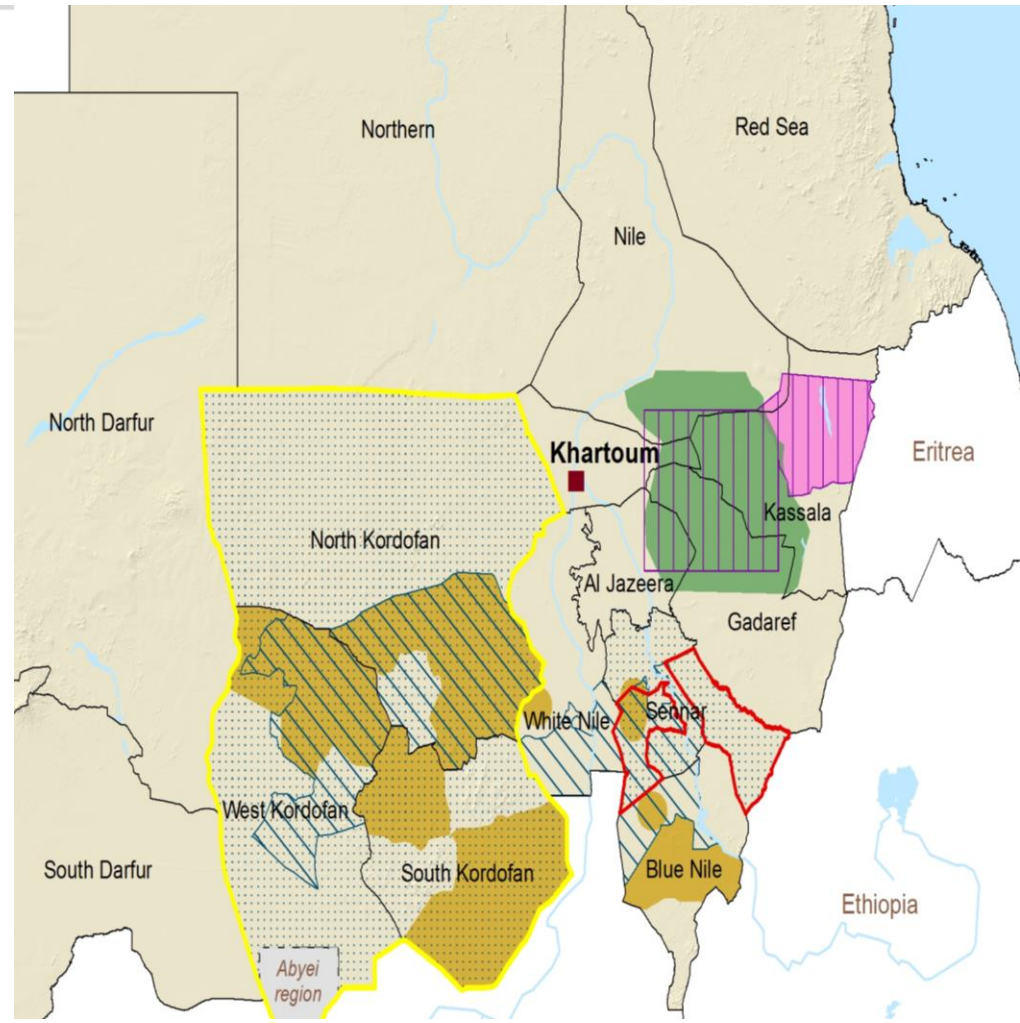 Northern
Red Sea
Nile
North Darfur
Khartoum
Eritrea
Kassala
North Kordofan
Al Jazeera
Gadaref
White Nile
Sennar
West Kordofan
South Darfur
South Kordofan
Blue Nile
Ethiopia
Abyei
region